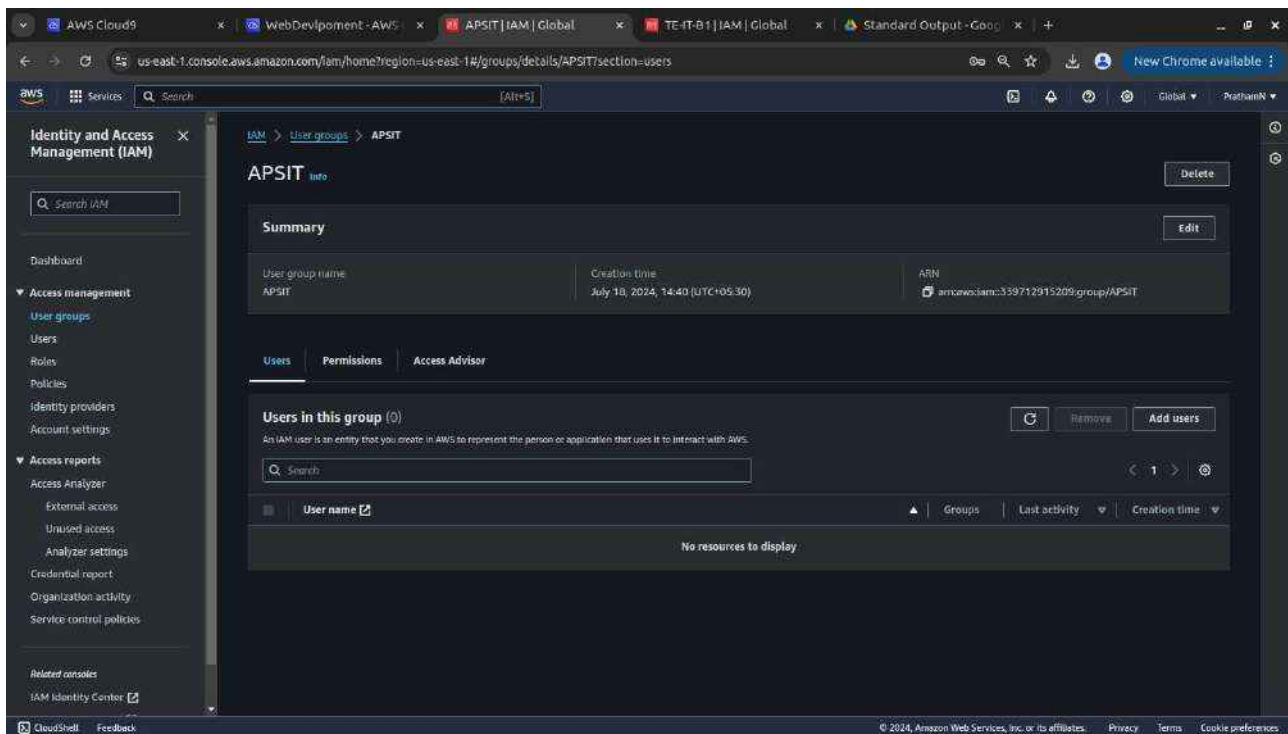 AWS Cloud9
WebDevlpoment - AWS
APSIT | IAM | Global
TE-IT-B1 | IAM | Global
Standard Output - Goog
us-east-1.console.aws.amazon.com/iam/home?region=us-east-1#/groups/details/APSIT?section=users
New Chrome available
aws
Services
Search
[Alt+S]
Global
PrathamN
Identity and Access Management (IAM)
Search IAM
Dashboard
Access management
User groups
Users
Roles
Policies
Identity providers
Account settings
Access reports
Access Analyzer
External access
Unused access
Analyzer settings
Credential report
Organization activity
Service control policies
Related consoles
IAM Identity Center
IAM > User groups > APSIT
APSIT Info
Delete
Summary
Edit
User group name
APSIT
Creation time
July 18, 2024, 14:40 (UTC+05:30)
ARN
arn:aws:iam::339712915209:group/APSIT
Users
Permissions
Access Advisor
Users in this group (0)
Remove
Add users
An IAM user is an entity that you create in AWS to represent the person or application that uses it to interact with AWS.
Search
1
User name
Groups
Last activity
Creation time
No resources to display
CloudShell
Feedback
© 2024, Amazon Web Services, Inc. or its affiliates.
Privacy
Terms
Cookie preferences